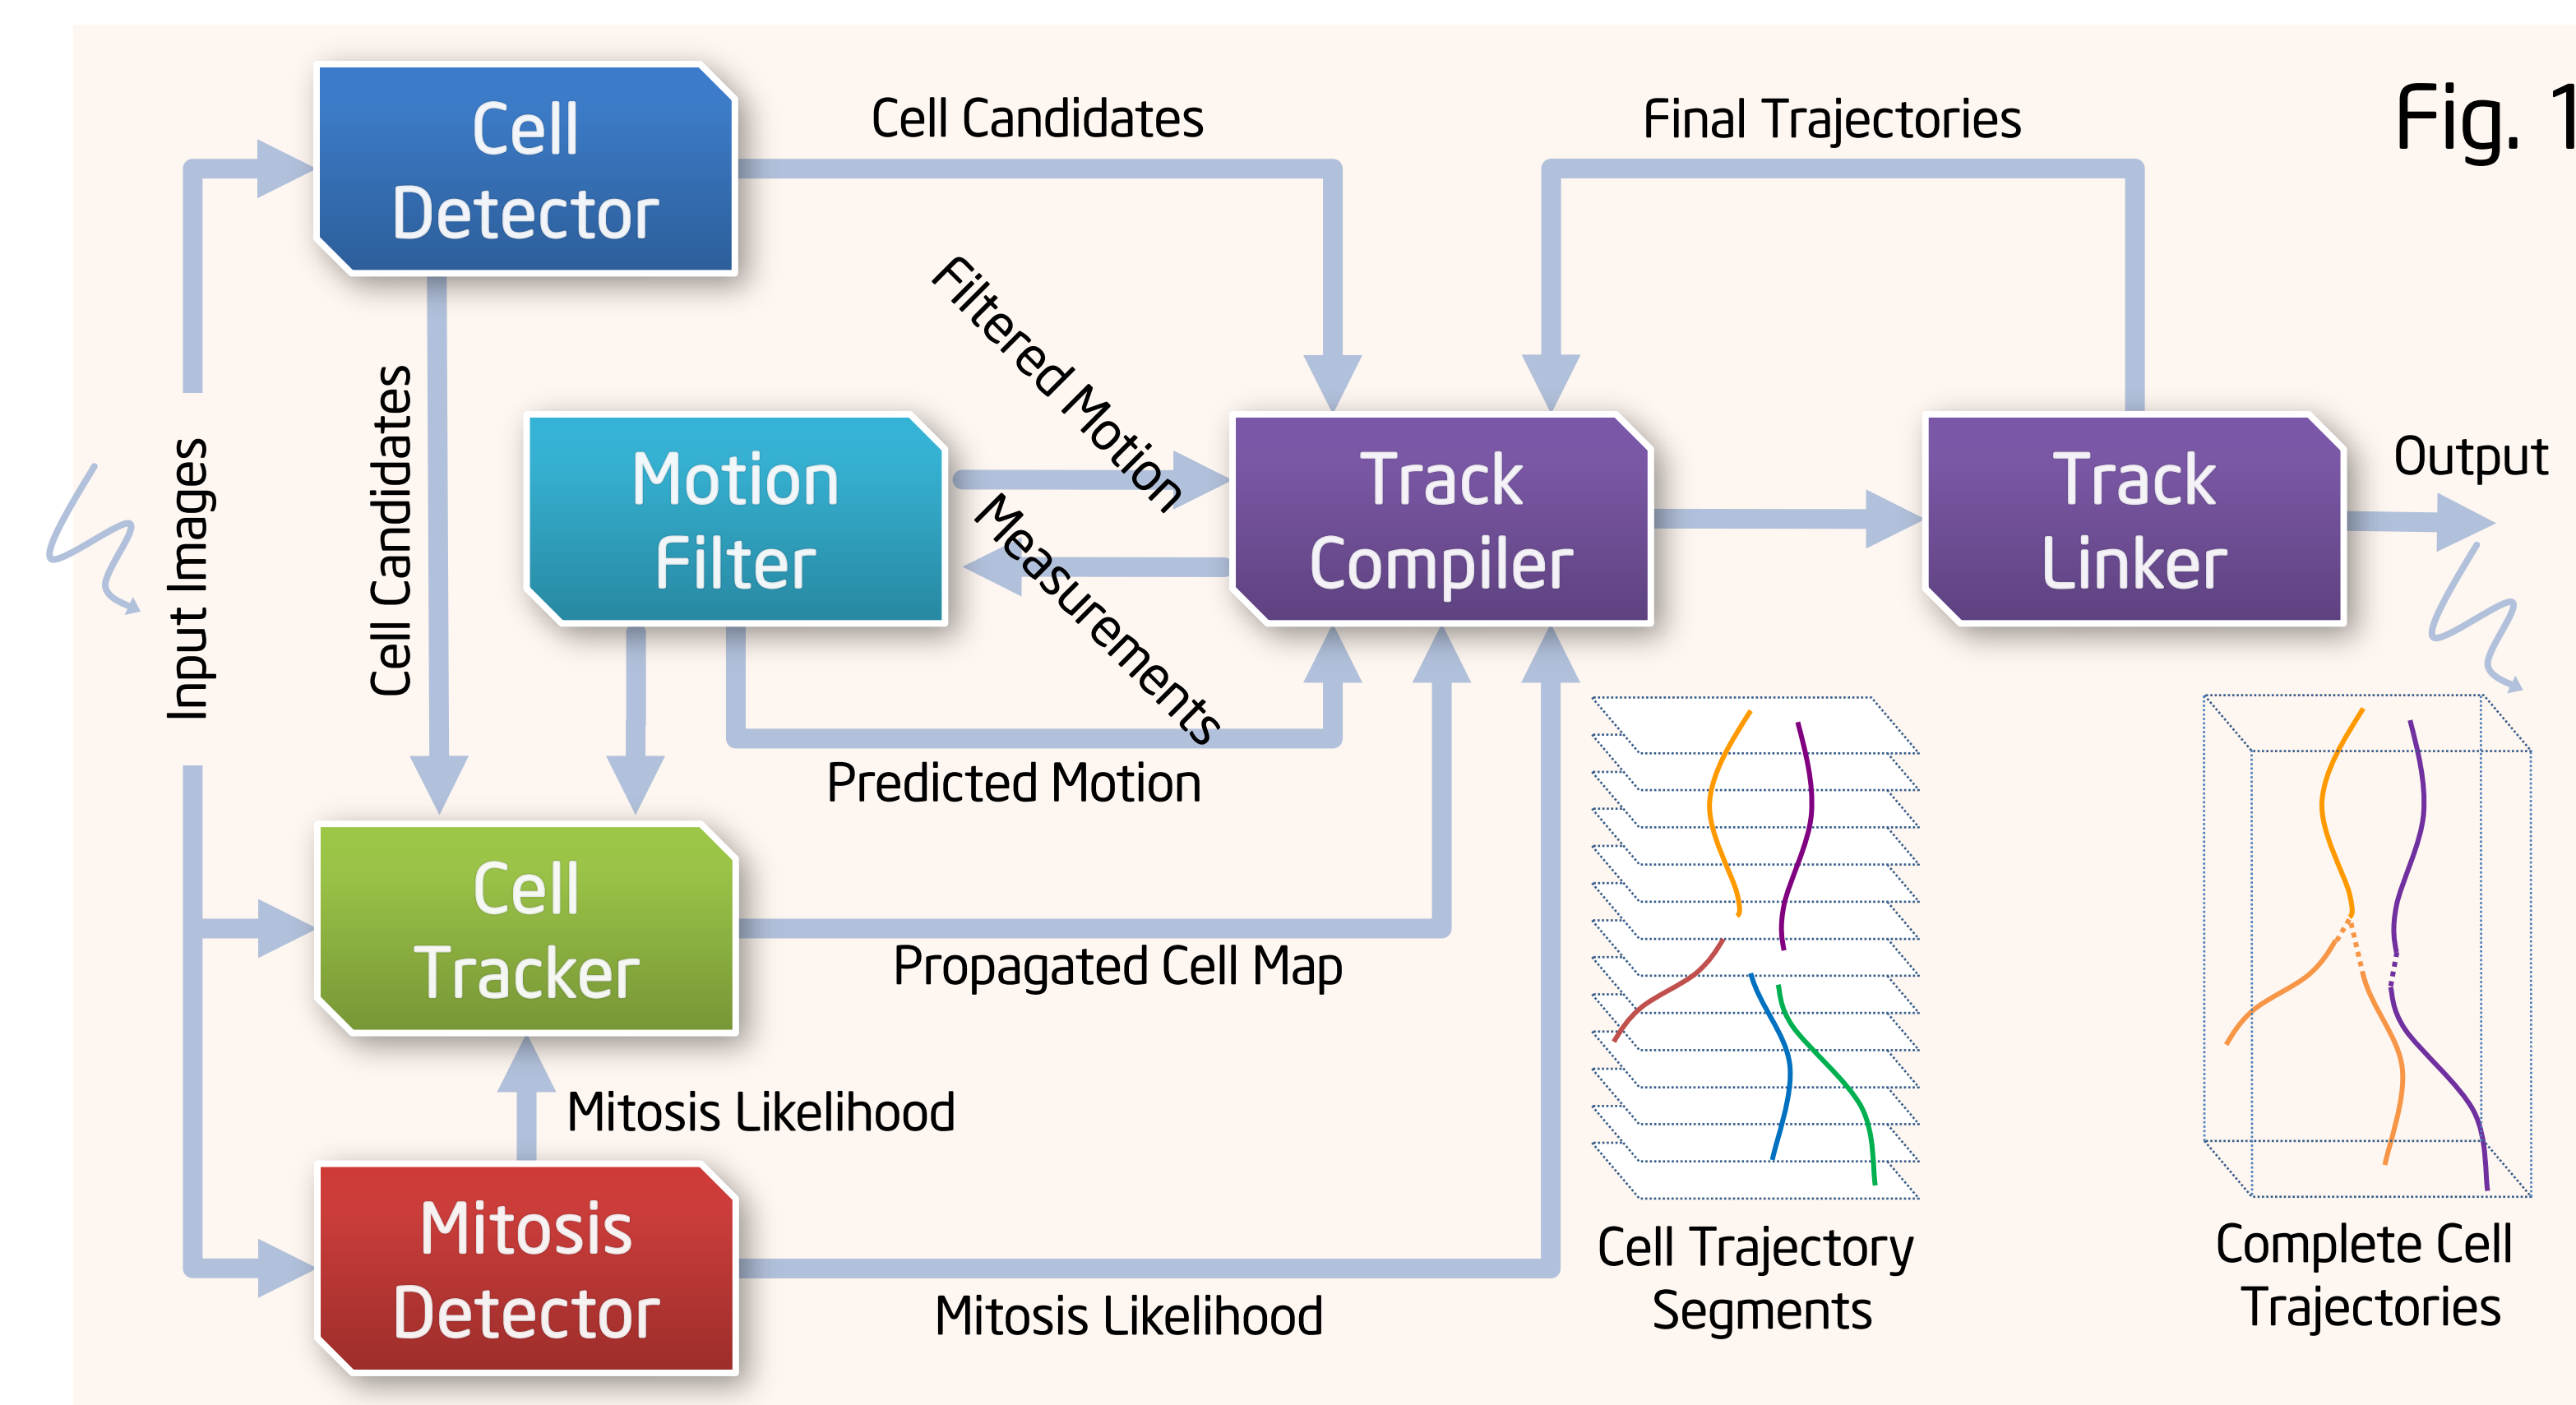 Fig. 1
Cell
Detector
Cell Candidates
Final Trajectories
Input Images
Cell Candidates
Motion
Filter
Filtered Motion
Measurements
Track
Compiler
Track
Linker
Output
Predicted Motion
Cell
Tracker
Propagated Cell Map
Mitosis Likelihood
Mitosis
Detector
Mitosis Likelihood
Cell Trajectory
Segments
Complete Cell
Trajectories